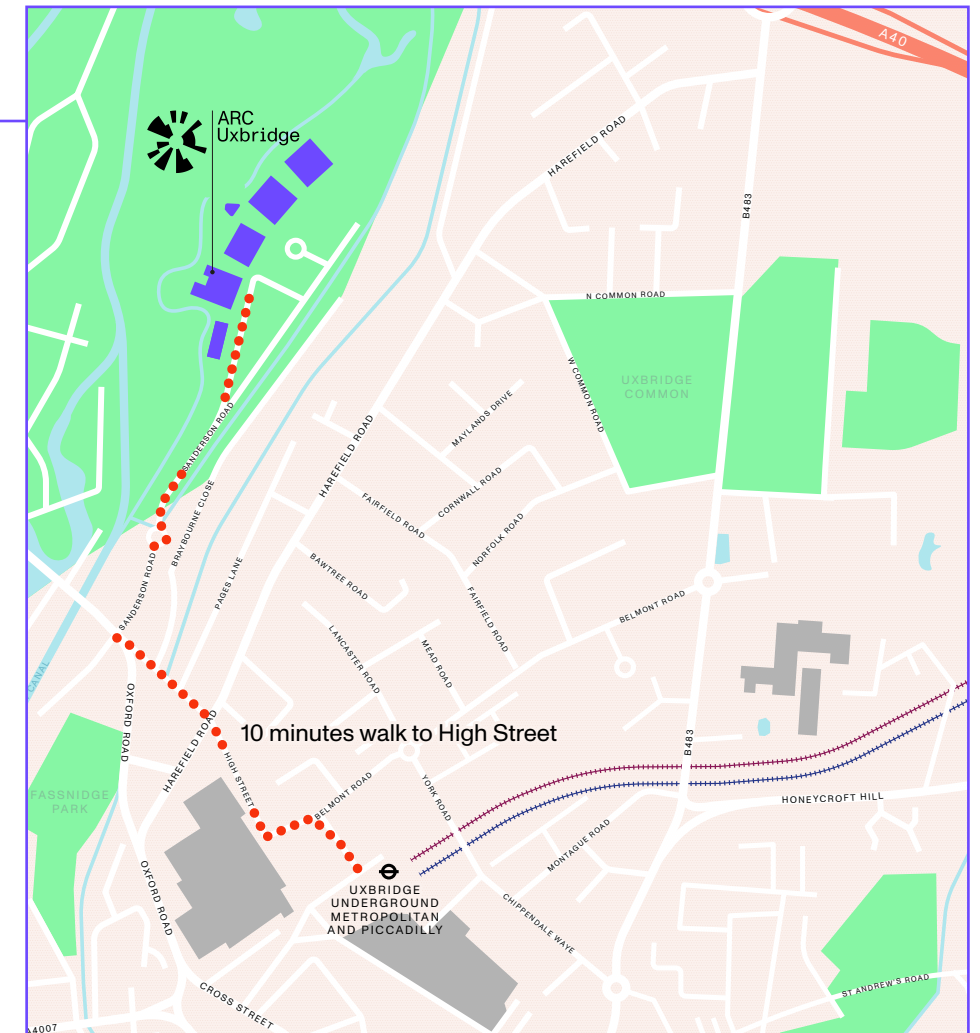 A40
ARC
Uxbridge
HAREFIELD ROAD
B483
N COMMON ROAD
W COMMON ROAD
UXBRIDGE
COMMON
MAYLANDS DRIVE
HAREFIELD ROAD
SANDERSON ROAD
CORNWALL ROAD
FAIRFIELD ROAD
NORFOLK ROAD
BRAYBOURNE CLOSE
SANDERSON ROAD
PAGES LANE
BAWTREE ROAD
FAIRFIELD ROAD
BELMONT ROAD
LANCASTER ROAD
MEAD ROAD
CANAL
OXFORD ROAD
HAREFIELD ROAD
10 minutes walk to High Street
B483
HIGH STREET
BELMONT ROAD
YORK ROAD
FASSNIDGE
PARK
HONEYCROFT HILL
MONTAGUE ROAD
OXFORD ROAD
UXBRIDGE
UNDERGROUND
METROPOLITAN
AND PICCADILLY
CHIPPENDALE WAYE
ST ANDREW'S ROAD
CROSS STREET
A4007